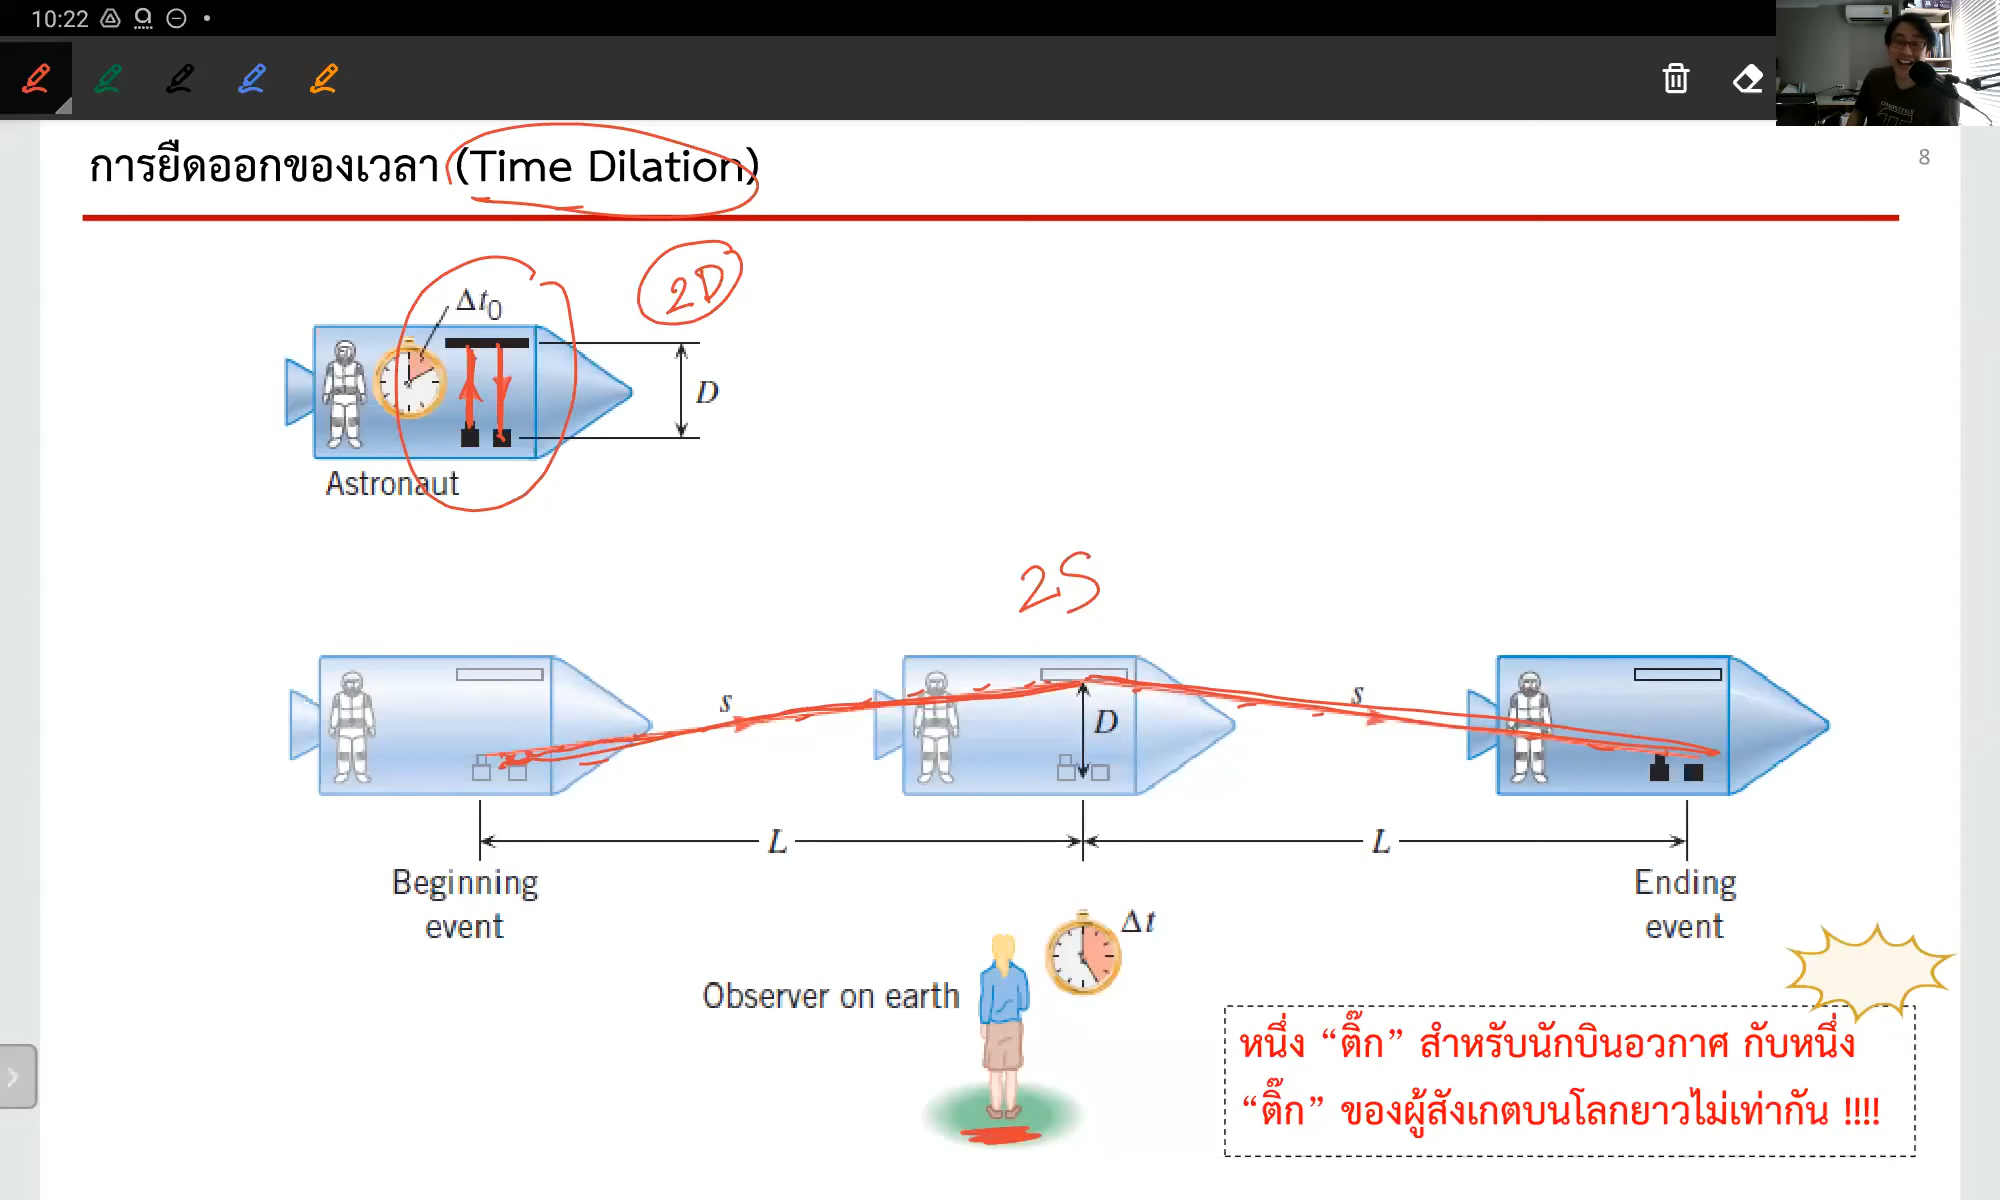 10:22
การยืดออกของเวลา (Time Dilation)
8
2D
Δt0
D
Astronaut
2S
s
s
D
L
L
Beginning
event
Ending
event
Δt
Observer on earth
หนึ่ง “ติ๊ก” สำหรับนักบินอวกาศ กับหนึ่ง
“ติ๊ก” ของผู้สังเกตบนโลกยาวไม่เท่ากัน !!!!